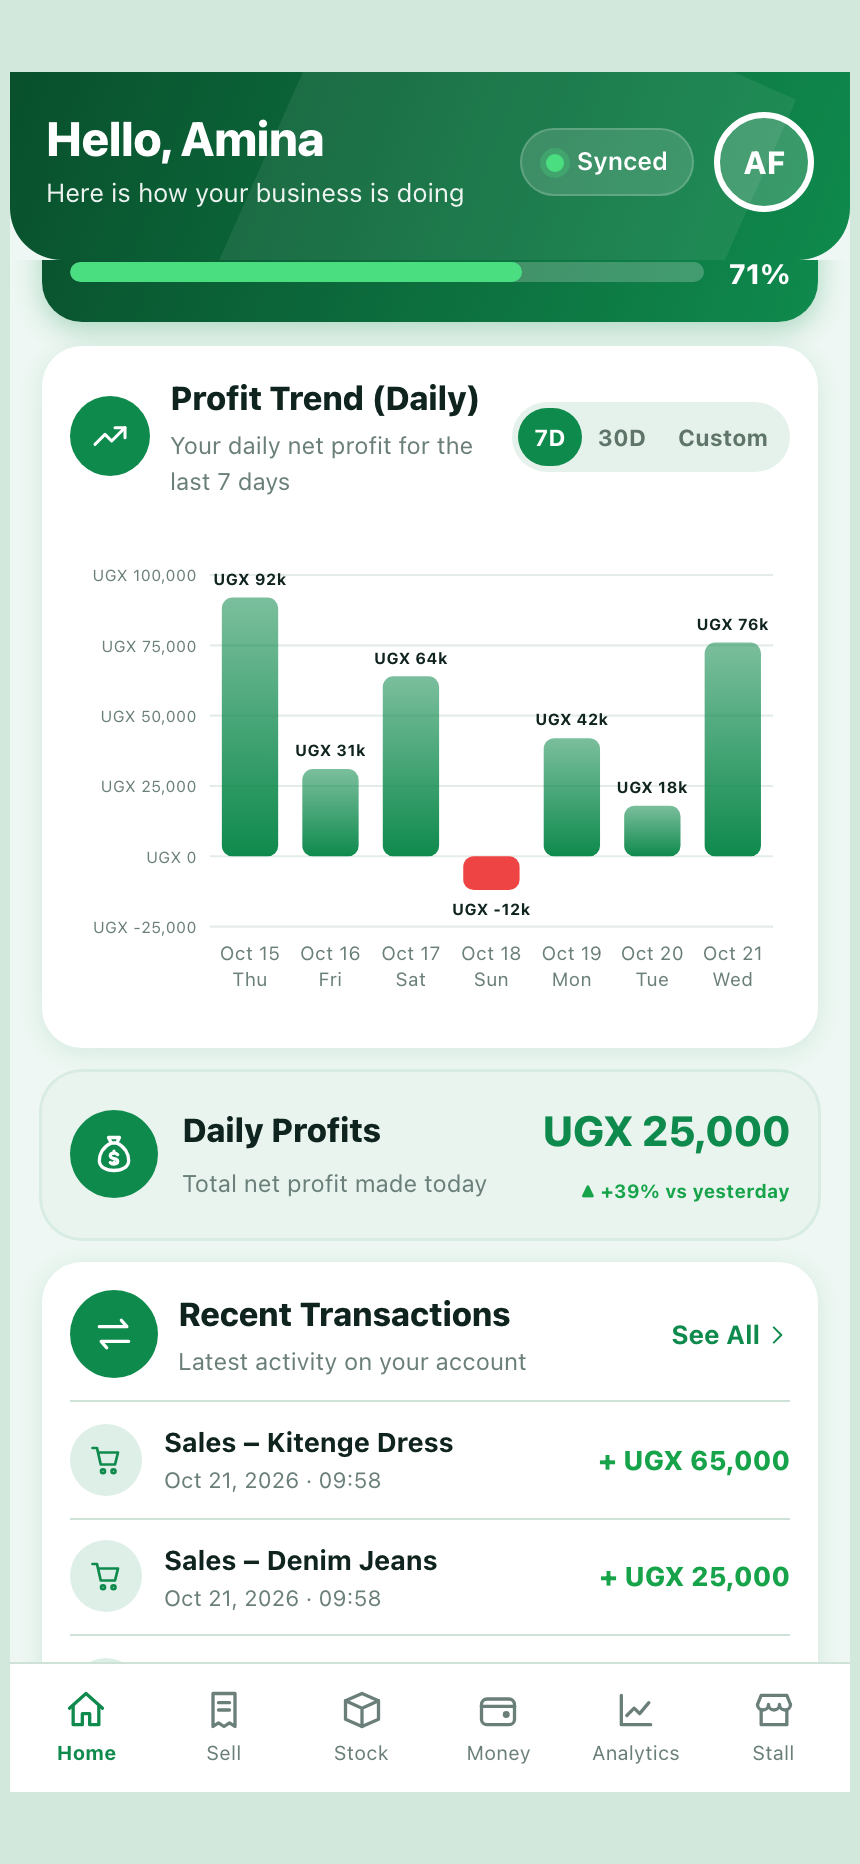 Hello, Amina
Here is how your business is doing
Synced
AF
71%
Profit Trend (Daily)
Your daily net profit for the
last 7 days
7D
30D
Custom
UGX 100,000
UGX 75,000
UGX 50,000
UGX 25,000
UGX 0
UGX -25,000
UGX 92k
UGX 31k
UGX 64k
UGX -12k
UGX 42k
UGX 18k
UGX 76k
Oct 15
Thu
Oct 16
Fri
Oct 17
Sat
Oct 18
Sun
Oct 19
Mon
Oct 20
Tue
Oct 21
Wed
Daily Profits
Total net profit made today
UGX 25,000
▲ +39% vs yesterday
Recent Transactions
Latest activity on your account
See All
Sales – Kitenge Dress
Oct 21, 2026 · 09:58
+ UGX 65,000
Sales – Denim Jeans
Oct 21, 2026 · 09:58
+ UGX 25,000
Home
Sell
Stock
Money
Analytics
Stall